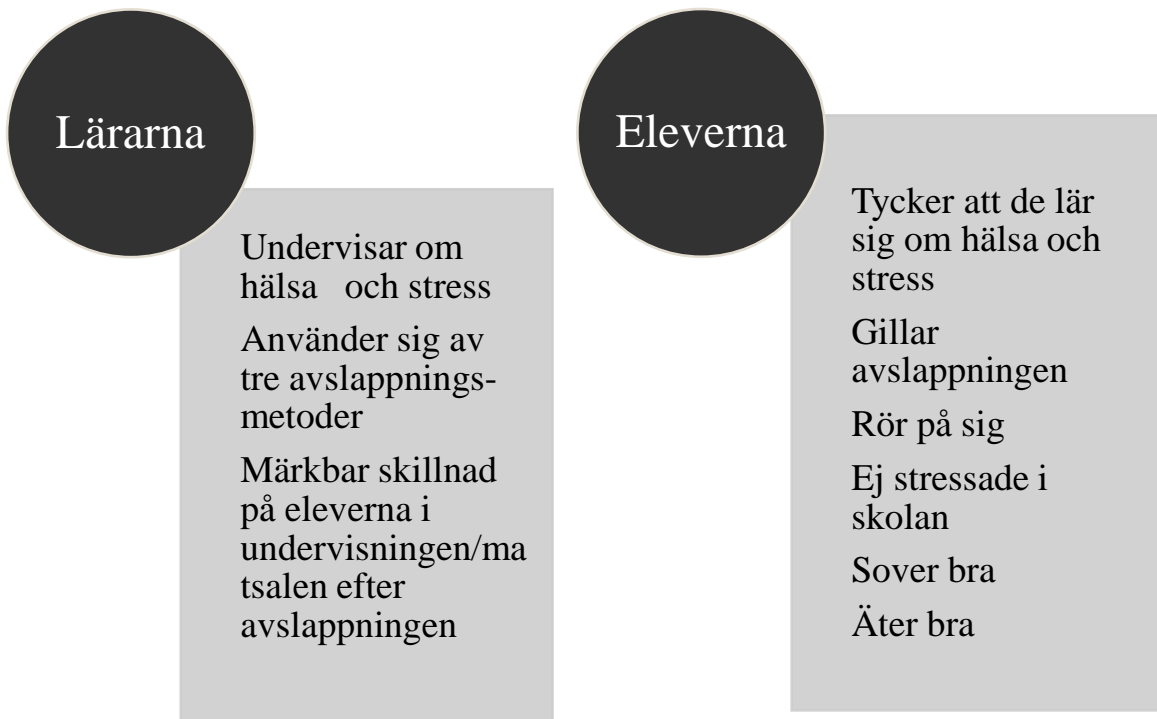 Lärarna
Undervisar om
hälsa   och stress
Använder sig av
tre avslappnings-
metoder
Märkbar skillnad
på eleverna i
undervisningen/ma
tsalen efter
avslappningen
Eleverna
Tycker att de lär
sig om hälsa och
stress
Gillar
avslappningen
Rör på sig
Ej stressade i
skolan
Sover bra
Äter bra